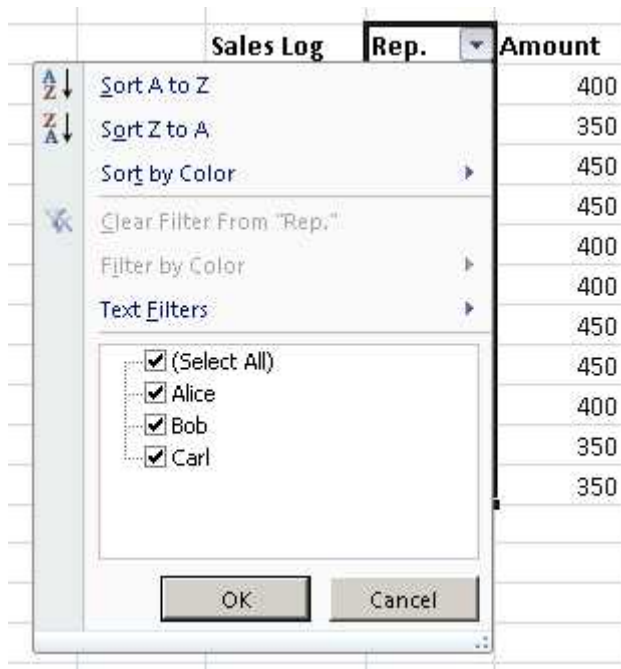 Sales Log Rep. Amount
Sort A to Z
Sort Z to A
Sort by Color
Clear Filter From "Rep."
Filter by Color
Text Filters
(Select All)
Alice
Bob
Carl
OK Cancel
400
350
450
450
400
400
450
450
400
350
350